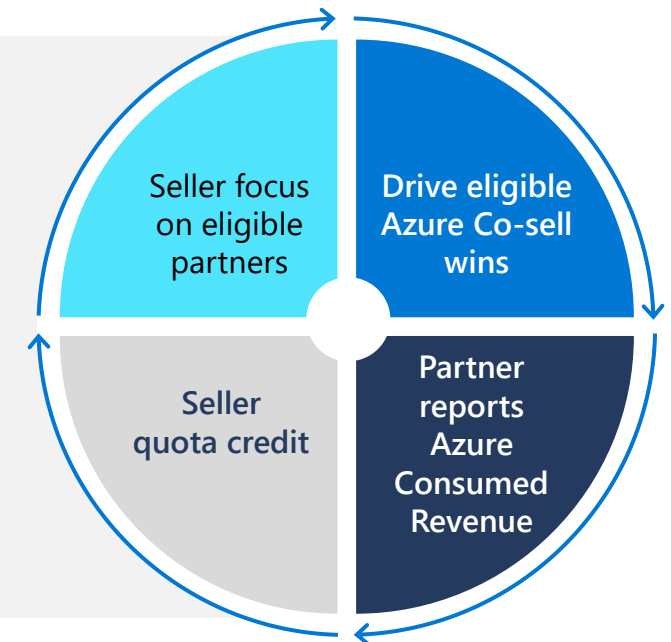 Seller focus
on eligible
partners
Drive eligible
Azure Co-sell
wins
Partner
reports
Azure
Consumed
Revenue
Seller
quota credit